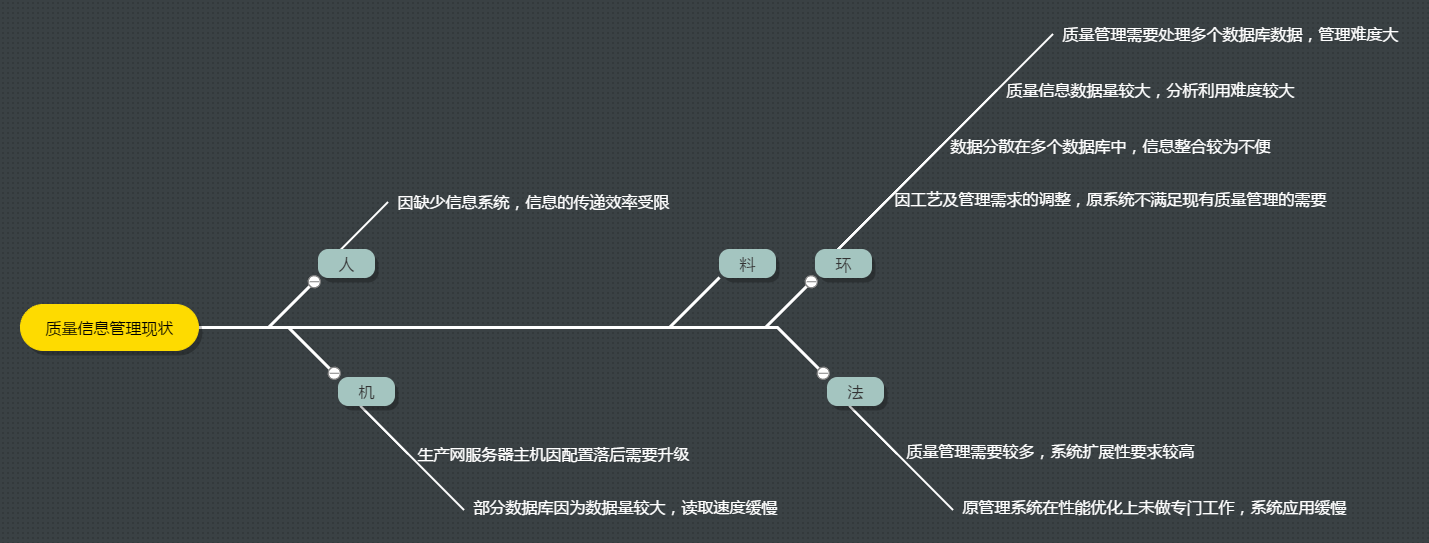 质量管理需要处理多个数据库数据，管理难度大
质量信息数据量较大，分析利用难度较大
数据分散在多个数据库中，信息整合较为不便
因缺少信息系统，信息的传递效率受限
因工艺及管理需求的调整，原系统不满足现有质量管理的需要
人
料
环
质量信息管理现状
机
法
生产网服务器主机因配置落后需要升级
质量管理需要较多，系统扩展性要求较高
部分数据库因为数据量较大，读取速度缓慢
原管理系统在性能优化上未做专门工作，系统应用缓慢